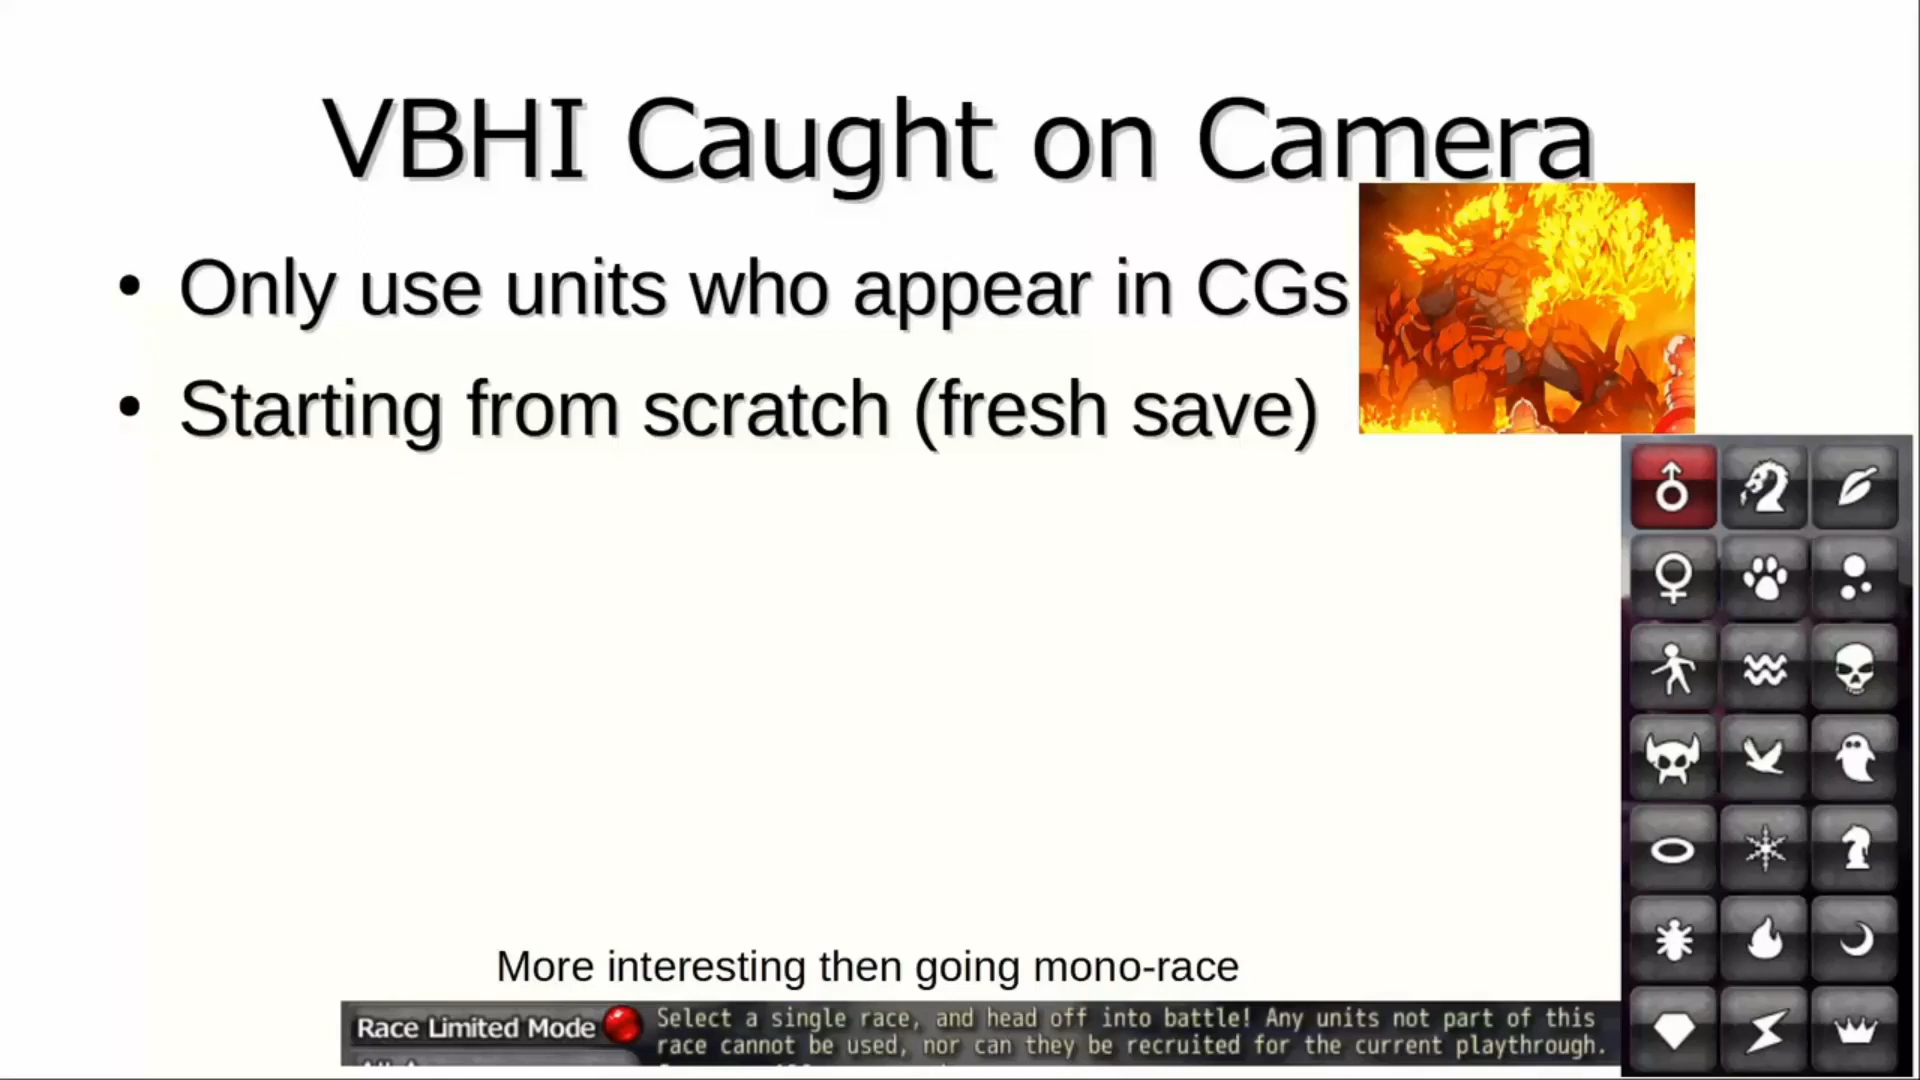 VBHI Caught on Camera
• Only use units who appear in CGs
• Starting from scratch (fresh save)
More interesting then going mono-race
Race Limited Mode
Select a single race, and head off into battle! Any units not part of this
race cannot be used, nor can they be recruited for the current playthrough.